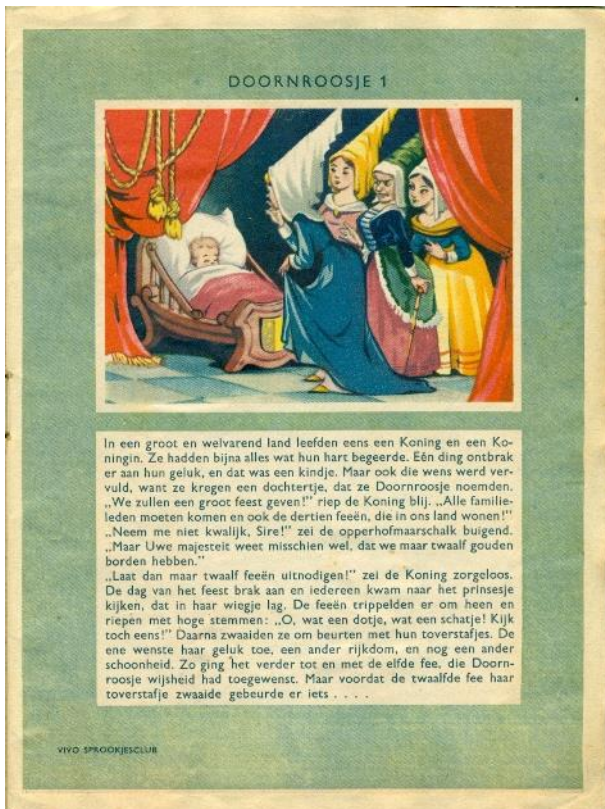 DOORNROOSJE 1
In een groot en welvarend land leefden eens een Koning en een Ko-
ningin. Ze hadden bijna alles wat hun hart begeerde. Eén ding ontbrak
er aan hun geluk, en dat was een kindje. Maar ook die wens werd ver-
vuld, want ze kregen een dochtertje, dat ze Doornroosje noemden.
„We zullen een groot feest geven!” riep de Koning blij. „Alle familie-
leden moeten komen en ook de dertien feeën, die in ons land wonen!”
„Neem me niet kwalijk, Sire!” zei de opperhofmaarschalk buigend.
„Maar Uwe majesteit weet misschien wel, dat we maar twaalf gouden
borden hebben.”
„Laat dan maar twaalf feeën uitnodigen!” zei de Koning zorgeloos.
De dag van het feest brak aan en iedereen kwam naar het prinsesje
kijken, dat in haar wiegje lag. De feeën trippelden er om heen en
riepen met hoge stemmen: „O, wat een dotje, wat een schatje! Kijk
toch eens!” Daarna zwaaiden ze om beurten met hun toverstafjes. De
ene wenste haar geluk toe, een ander rijkdom, en nog een ander
schoonheid. Zo ging het verder tot en met de elfde fee, die Doorn-
roosje wijsheid had toegewenst. Maar voordat de twaalfde fee haar
toverstafje zwaaide gebeurde er iets . . . .
VIVO SPROOKJESCLUB